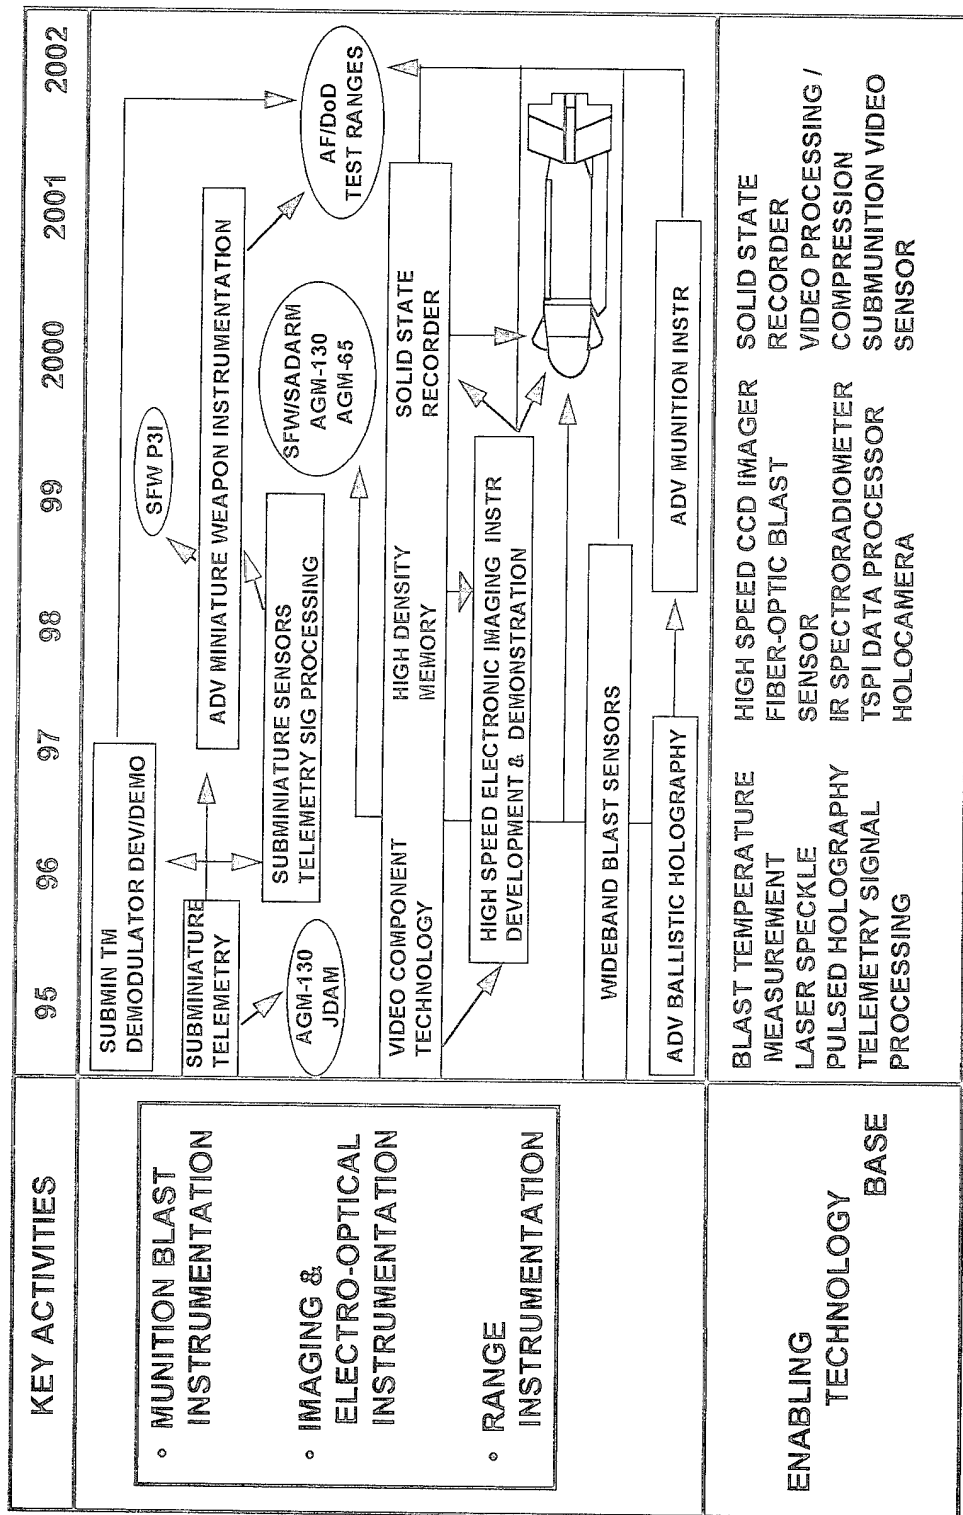 KEY ACTIVITIES
95
96
97
98
99
2000
2001
2002
• MUNITION BLAST
INSTRUMENTATION
• IMAGING &
ELECTRO-OPTICAL
INSTRUMENTATION
• RANGE
INSTRUMENTATION
SUBMIN TM
DEMODULATOR DEV/DEMO
SUBMINIATURE
TELEMETRY
AGM-130
JDAM
SFW P3I
ADV MINIATURE WEAPON INSTRUMENTATION
SUBMINIATURE SENSORS
TELEMETRY SIG PROCESSING
AF/DoD
TEST RANGES
SFW/SADARM
AGM-130
AGM-65
VIDEO COMPONENT
TECHNOLOGY
HIGH DENSITY
MEMORY
SOLID STATE
RECORDER
HIGH SPEED ELECTRONIC IMAGING INSTR
DEVELOPMENT & DEMONSTRATION
WIDEBAND BLAST SENSORS
ADV BALLISTIC HOLOGRAPHY
ADV MUNITION INSTR
ENABLING
TECHNOLOGY
BASE
BLAST TEMPERATURE
MEASUREMENT
LASER SPECKLE
PULSED HOLOGRAPHY
TELEMETRY SIGNAL
PROCESSING
HIGH SPEED CCD IMAGER
FIBER-OPTIC BLAST
SENSOR
IR SPECTRORADIOMETER
TSPI DATA PROCESSOR
HOLOCAMERA
SOLID STATE
RECORDER
VIDEO PROCESSING /
COMPRESSION
SUBMUNITION VIDEO
SENSOR